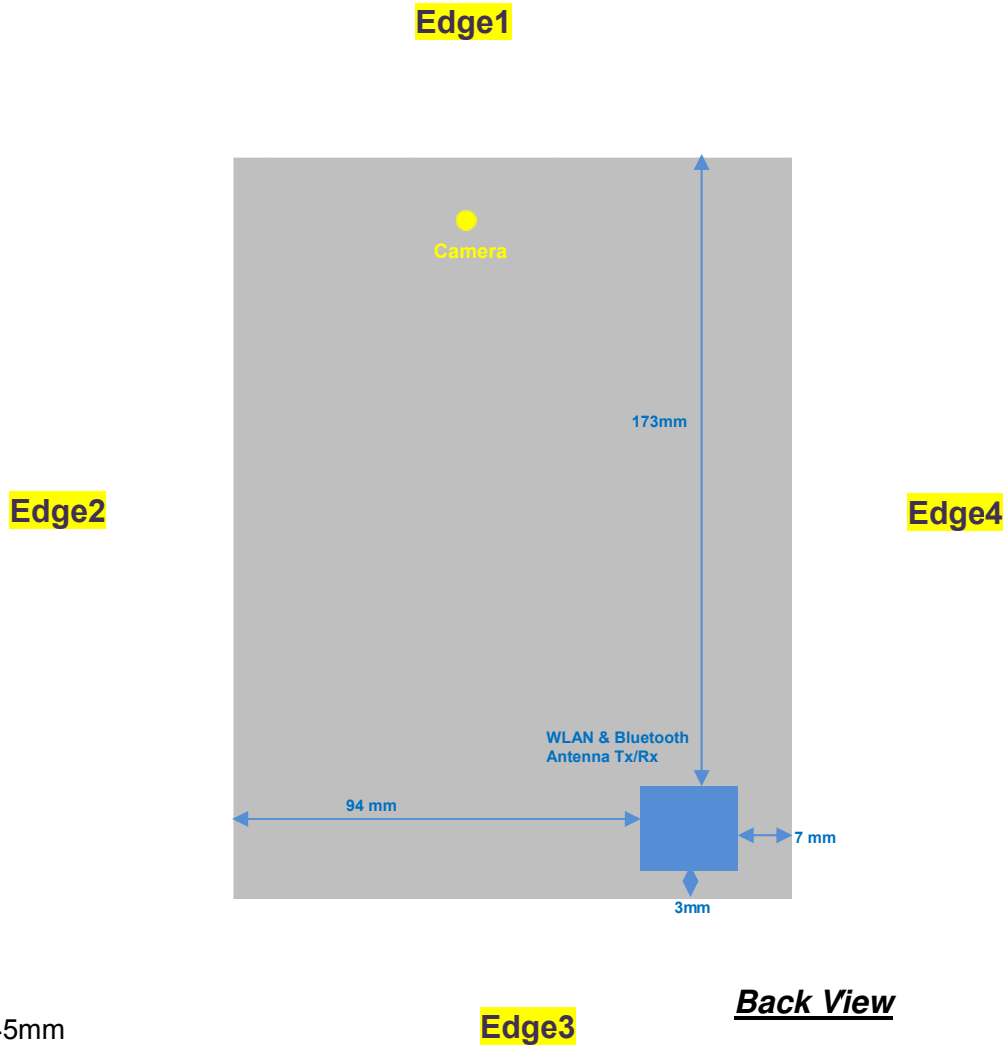 Edge1
Camera
173mm
Edge2
Edge4
WLAN & Bluetooth
Antenna Tx/Rx
94 mm
7 mm
3mm
Back View
Edge3
5mm